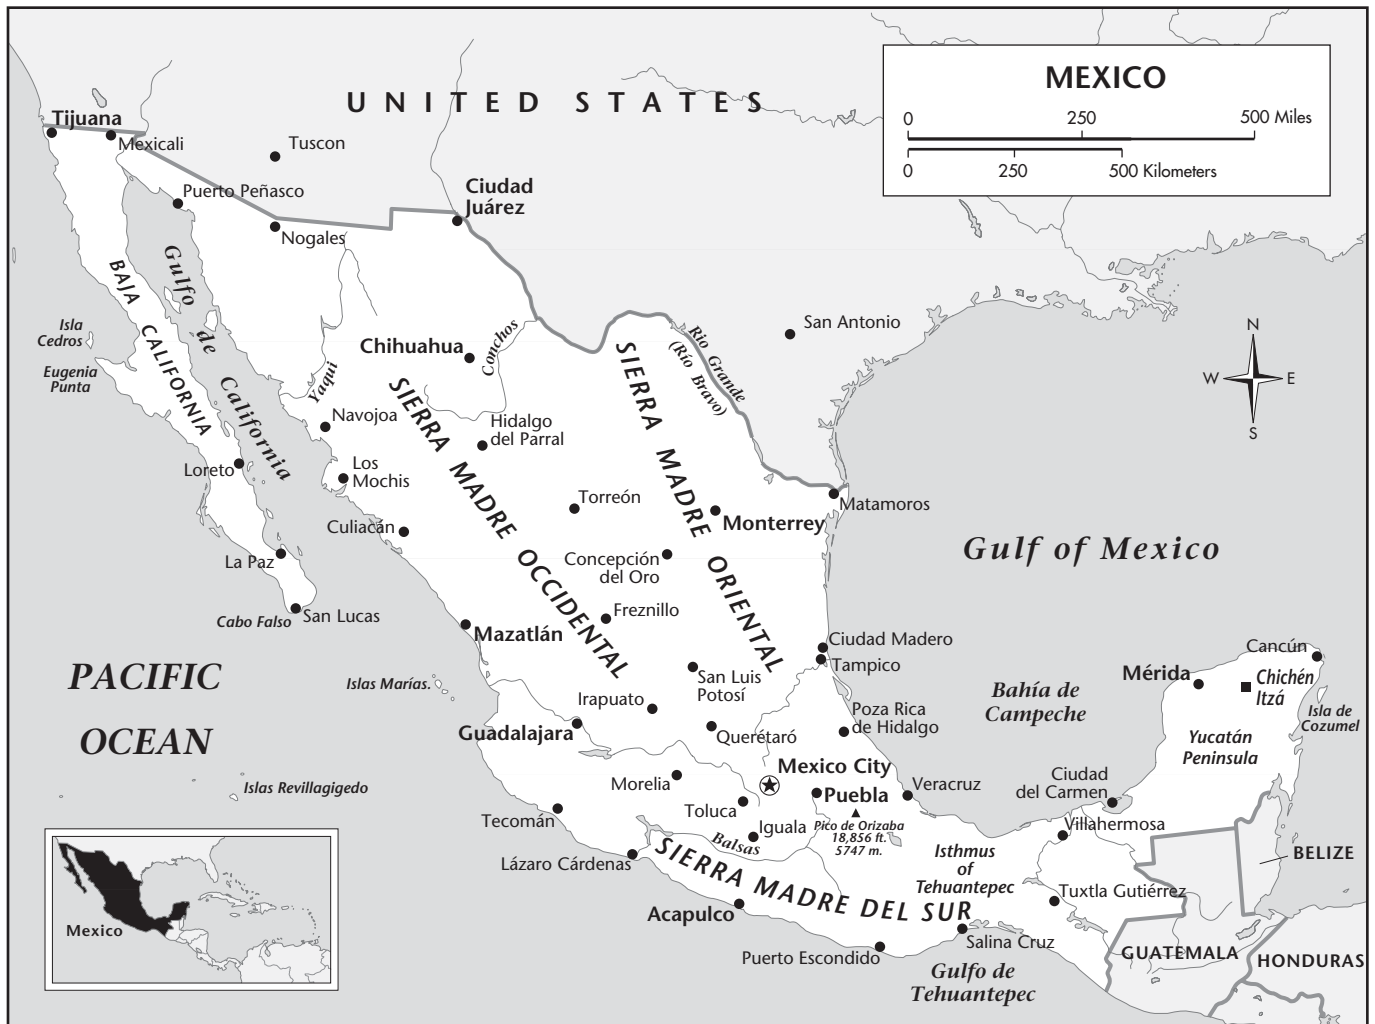 UNITED STATES
MEXICO
0 250 500 Miles
0 250 500 Kilometers
Tijuana
Mexicali
Tuscon
Puerto Peñasco
Nogales
Ciudad
Juárez
BAJA CALIFORNIA
Gulfo de California
Isla
Cedros
Eugenia
Punta
Yaqui
Chihuahua
Conchos
San Antonio
Rio Grande
(Río Bravo)
N
W E
S
SIERRA MADRE OCCIDENTAL
SIERRA MADRE ORIENTAL
Navojoa
Hidalgo
del Parral
Loreto
Los
Mochis
Torreón
Monterrey
Matamoros
Culiacán
Gulf of Mexico
La Paz
Concepción
del Oro
Cabo Falso
San Lucas
Freznillo
Mazatlán
Ciudad Madero
Tampico
PACIFIC
OCEAN
Islas Marías.
San Luis
Potosí
Irapuato
Guadalajara
Querétaró
Poza Rica
de Hidalgo
Bahía de
Campeche
Mérida
Cancún
Chichén
Itzá
Isla de
Cozumel
Yucatán
Peninsula
Islas Revillagigedo
Morelia
Mexico City
Toluca
Puebla
Veracruz
Ciudad
del Carmen
Tecomán
Iguala
Pico de Orizaba
18,856 ft.
5747 m.
Villahermosa
Balsas
Lázaro Cárdenas
SIERRA MADRE DEL SUR
Isthmus
of
Tehuantepec
BELIZE
Tuxtla Gutiérrez
Acapulco
Salina Cruz
Puerto Escondido
Gulfo de
Tehuantepec
GUATEMALA
HONDURAS
Mexico